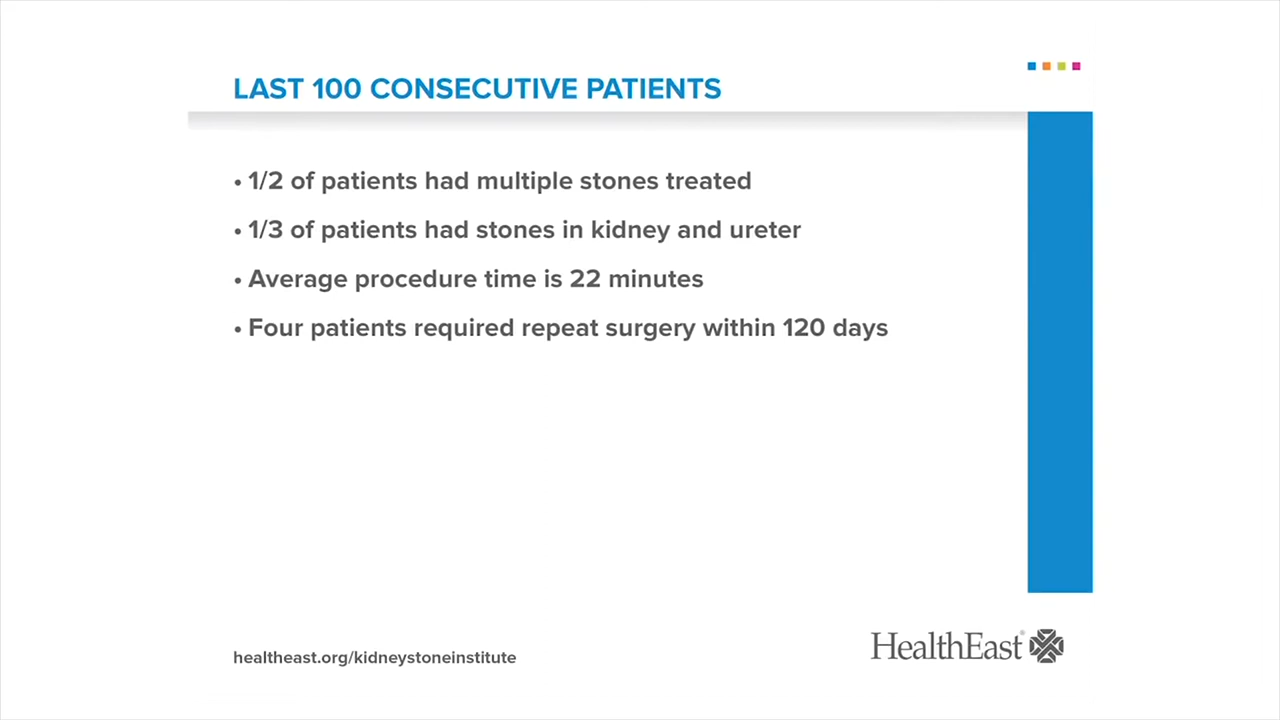 LAST 100 CONSECUTIVE PATIENTS
• 1/2 of patients had multiple stones treated
• 1/3 of patients had stones in kidney and ureter
• Average procedure time is 22 minutes
• Four patients required repeat surgery within 120 days
healtheast.org/kidneystoneinstitute
HealthEast®